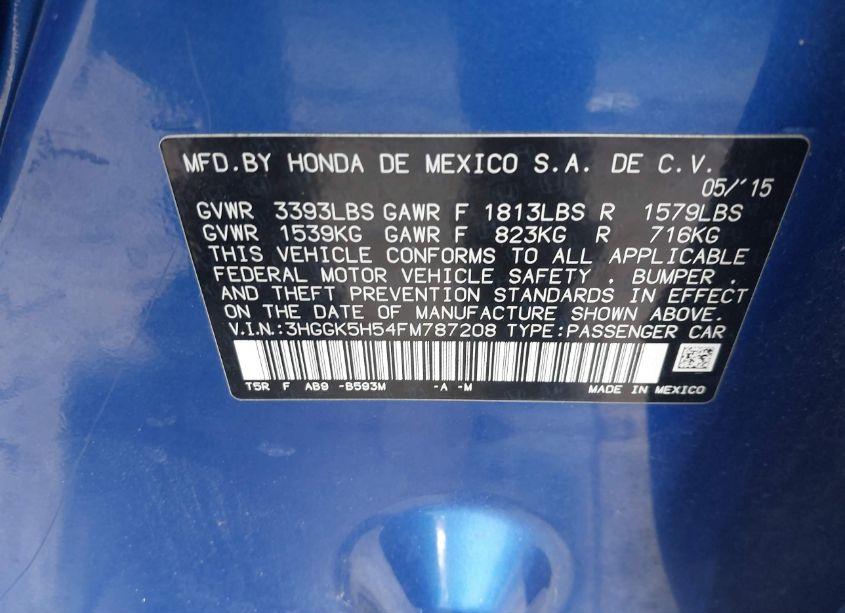 MFD.BY HONDA DE MEXICO S.A. DE C.V.
05/'15
GVWR 3393LBS GAWR F 1813LBS R 1579LBS
GVWR 1539KG GAWR F 823KG R 716KG
THIS VEHICLE CONFORMS TO ALL APPLICABLE
FEDERAL MOTOR VEHICLE SAFETY , BUMPER ,
AND THEFT PREVENTION STANDARDS IN EFFECT
ON THE DATE OF MANUFACTURE SHOWN ABOVE.
V.I.N.:3HGGK5H54FM787208 TYPE:PASSENGER CAR
T5R F AB9 -B593M -A -M MADE IN MEXICO